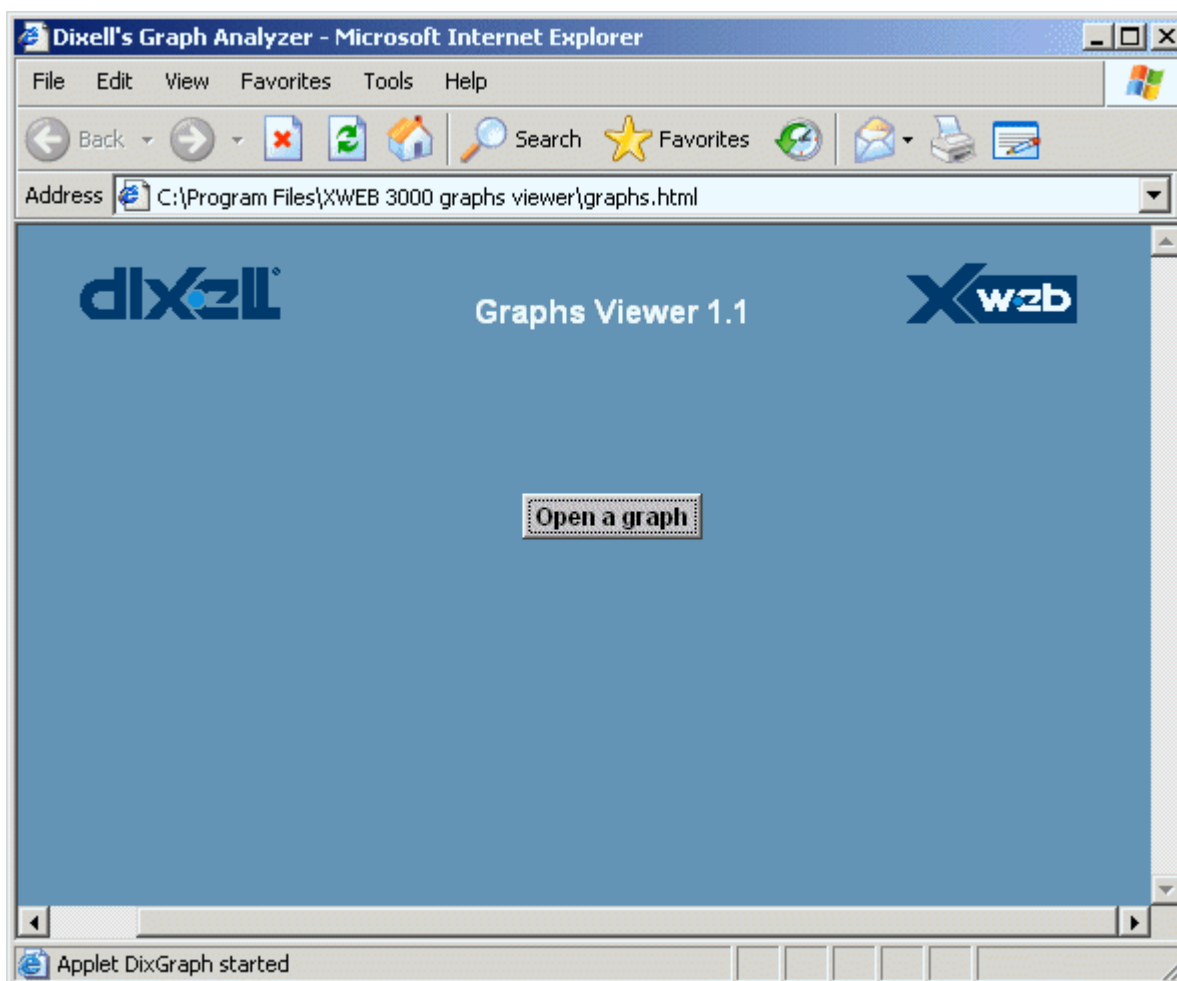 Dixell's Graph Analyzer - Microsoft Internet Explorer
File Edit View Favorites Tools Help
Back Search Favorites
Address C:\Program Files\XWEB 3000 graphs viewer\graphs.html
dixell®
Graphs Viewer 1.1
Xweb
Open a graph
Applet DixGraph started